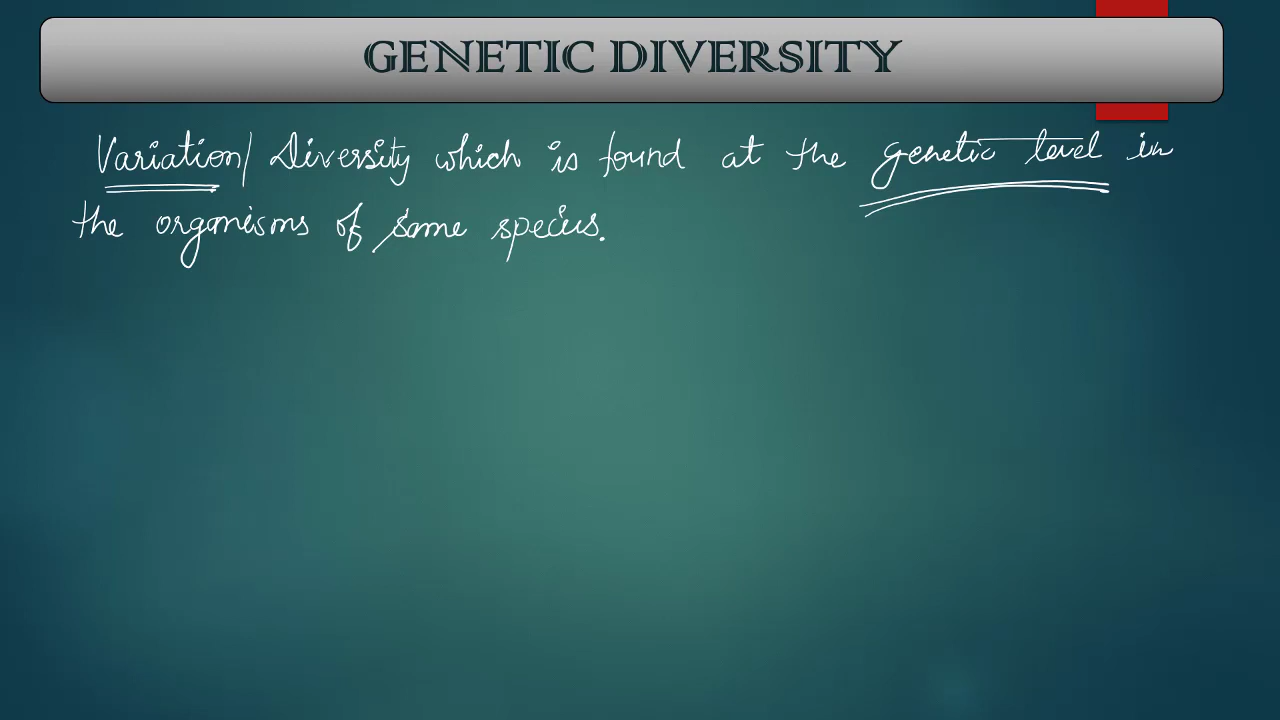 GENETIC DIVERSITY
Variation/ Diversity which is found at the genetic level in
the organisms of same species.